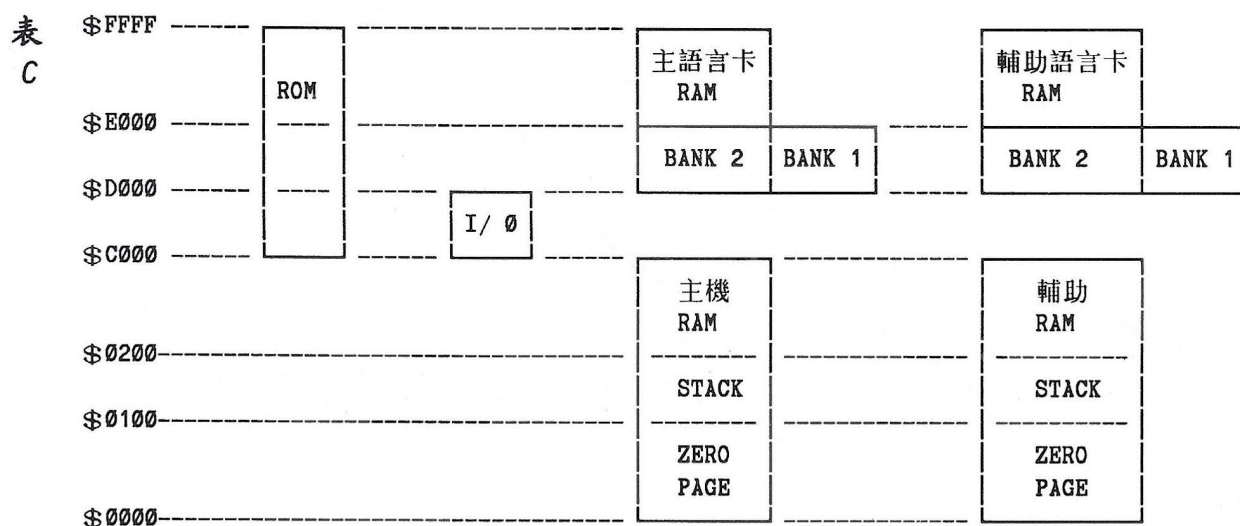 表
C
$FFFF
ROM
主語言卡
RAM
輔助語言卡
RAM
$E000
BANK 2
BANK 1
BANK 2
BANK 1
$D000
I/ Ø
$C000
主機
RAM
輔助
RAM
$0200
STACK
STACK
$0100
ZERO
PAGE
ZERO
PAGE
$0000